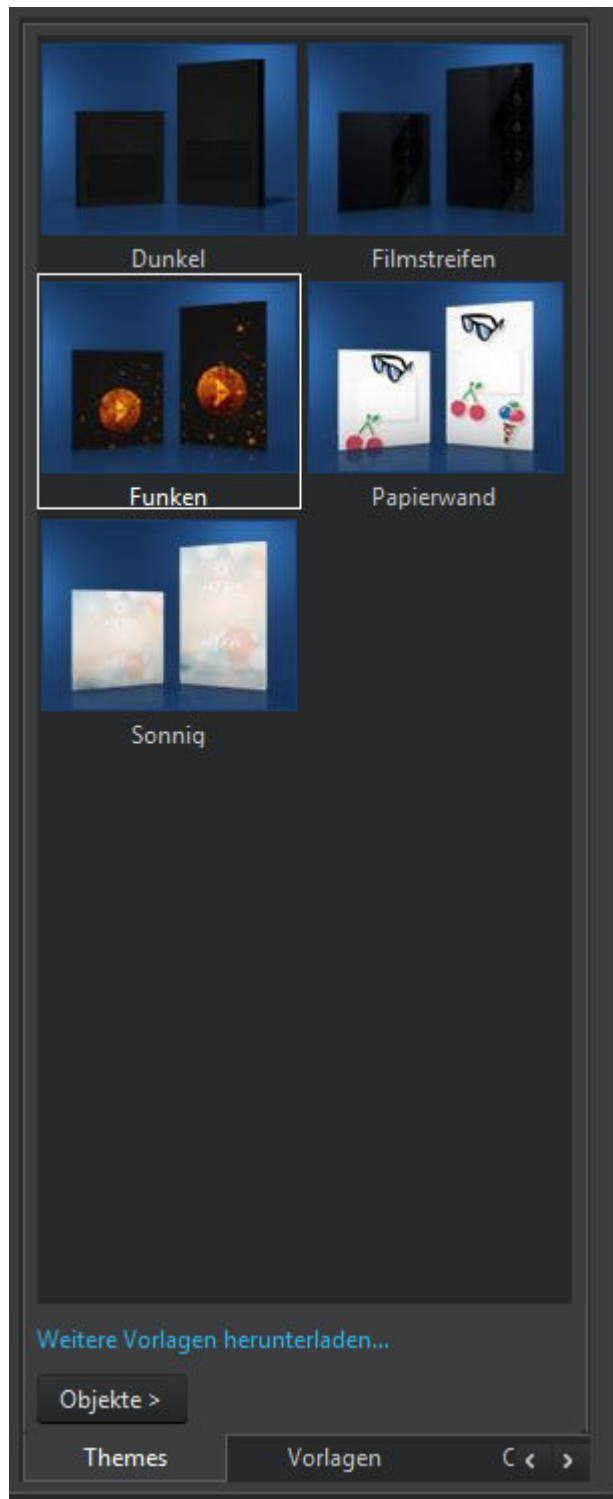 Dunkel
Filmstreifen
Funken
Papierwand
Sonnig
Weitere Vorlagen herunterladen...
Objekte >
Themes
Vorlagen